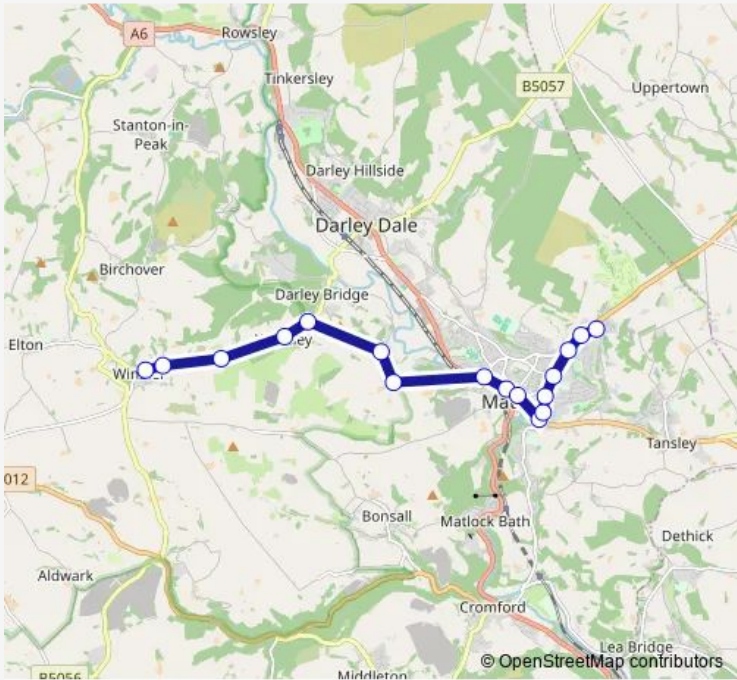 A6
Rowsley
Tinkersley
B5057
Uppertown
Stanton-in-
Peak
Darley Hillside
Darley Dale
Birchover
Darley Bridge
Elton
Tansley
012
Bonsall
Matlock Bath
Dethick
Aldwark
Cromford
Lea Bridge
B5056
Middleton
© OpenStreetMap contributors